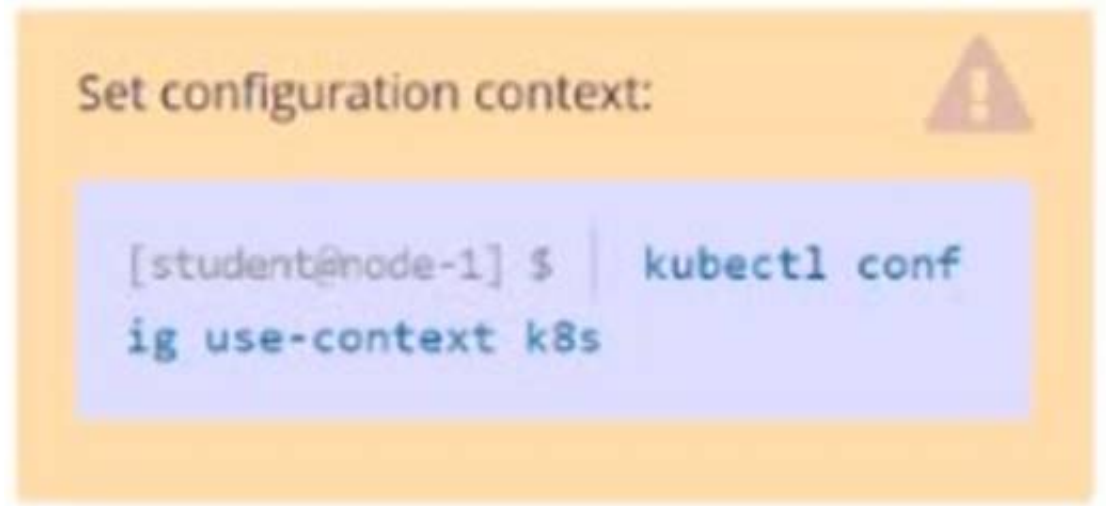 Set configuration context:
[student@node-1] $ | kubectl conf
ig use-context k8s